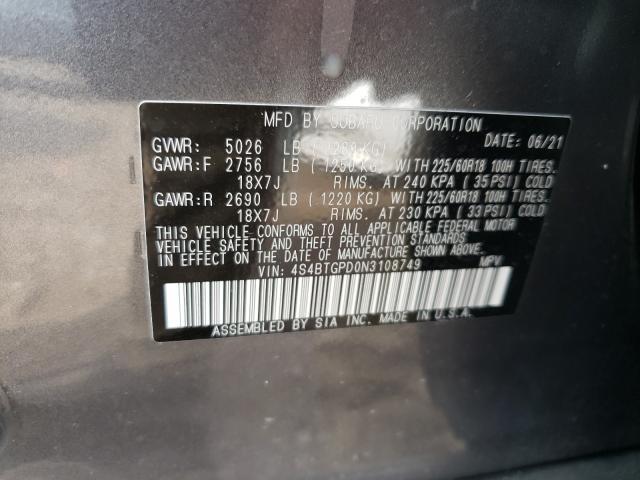 MFD BY SUBARU CORPORATION
DATE: 06/21
GVWR: 5026 LB ( KG)
GAWR:F 2756 LB ( 1250 KG) WITH 225/60R18 100H TIRES.
18X7J RIMS. AT 240 KPA ( 35 PSI) COLD
GAWR:R 2690 LB ( 1220 KG) WITH 225/60R18 100H TIRES.
18X7J RIMS. AT 230 KPA ( 33 PSI) COLD
THIS VEHICLE CONFORMS TO ALL APPLICABLE FEDERAL MOTOR
VEHICLE SAFETY AND THEFT PREVENTION STANDARDS
IN EFFECT ON THE DATE OF MANUFACTURE SHOWN ABOVE.
VIN: 4S4BTGPD0N3108749 MPV
ASSEMBLED BY SIA INC. IN U.S.A.